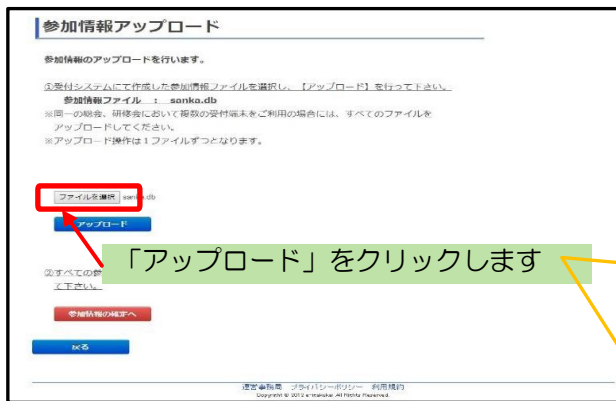 参加情報アップロード
参加情報のアップロードを行います。
①受付システムにて作成した参加情報ファイルを選択し、【アップロード】を行って下さい。
参加情報ファイル : sanka.db
※同一の総会、研修会において複数の受付端末をご利用の場合には、すべてのファイルを
アップロードしてください。
※アップロード操作は1ファイルずつとなります。
ファイルを選択 sanka.db
アップロード
「アップロード」をクリックします
②すべての参
て下さい。
参加情報の確定へ
戻る
運営事務局 プライバシーポリシー 利用規約
Copyright © 2012 All Rights Reserved.